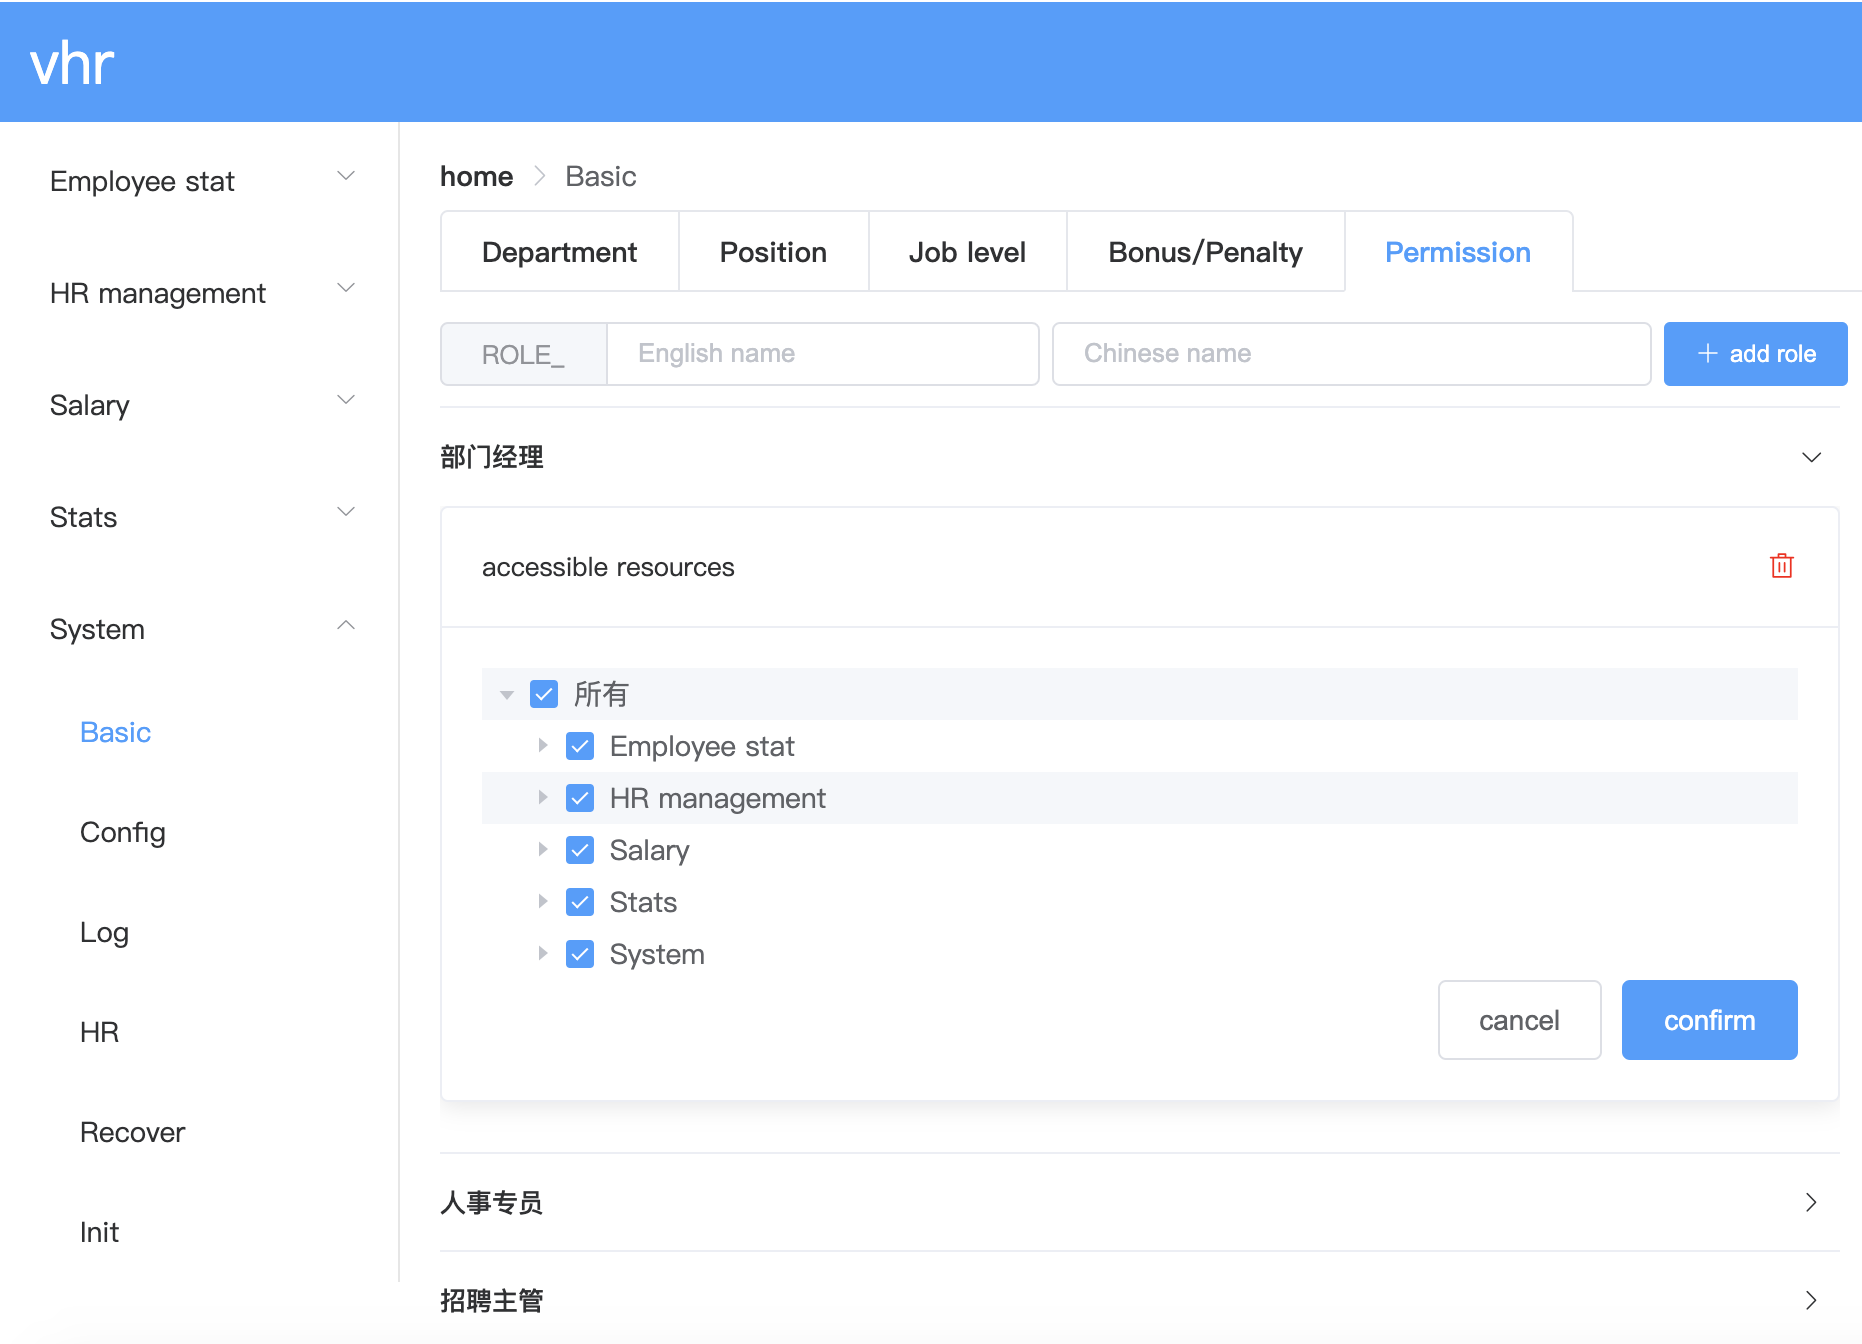 vhr
Employee stat
HR management
Salary
Stats
System
Basic
Config
Log
HR
Recover
Init
home Basic
Department Position Job level Bonus/Penalty Permission
ROLE_ English name Chinese name add role
部门经理
accessible resources
所有
Employee stat
HR management
Salary
Stats
System
cancel confirm
人事专员
招聘主管